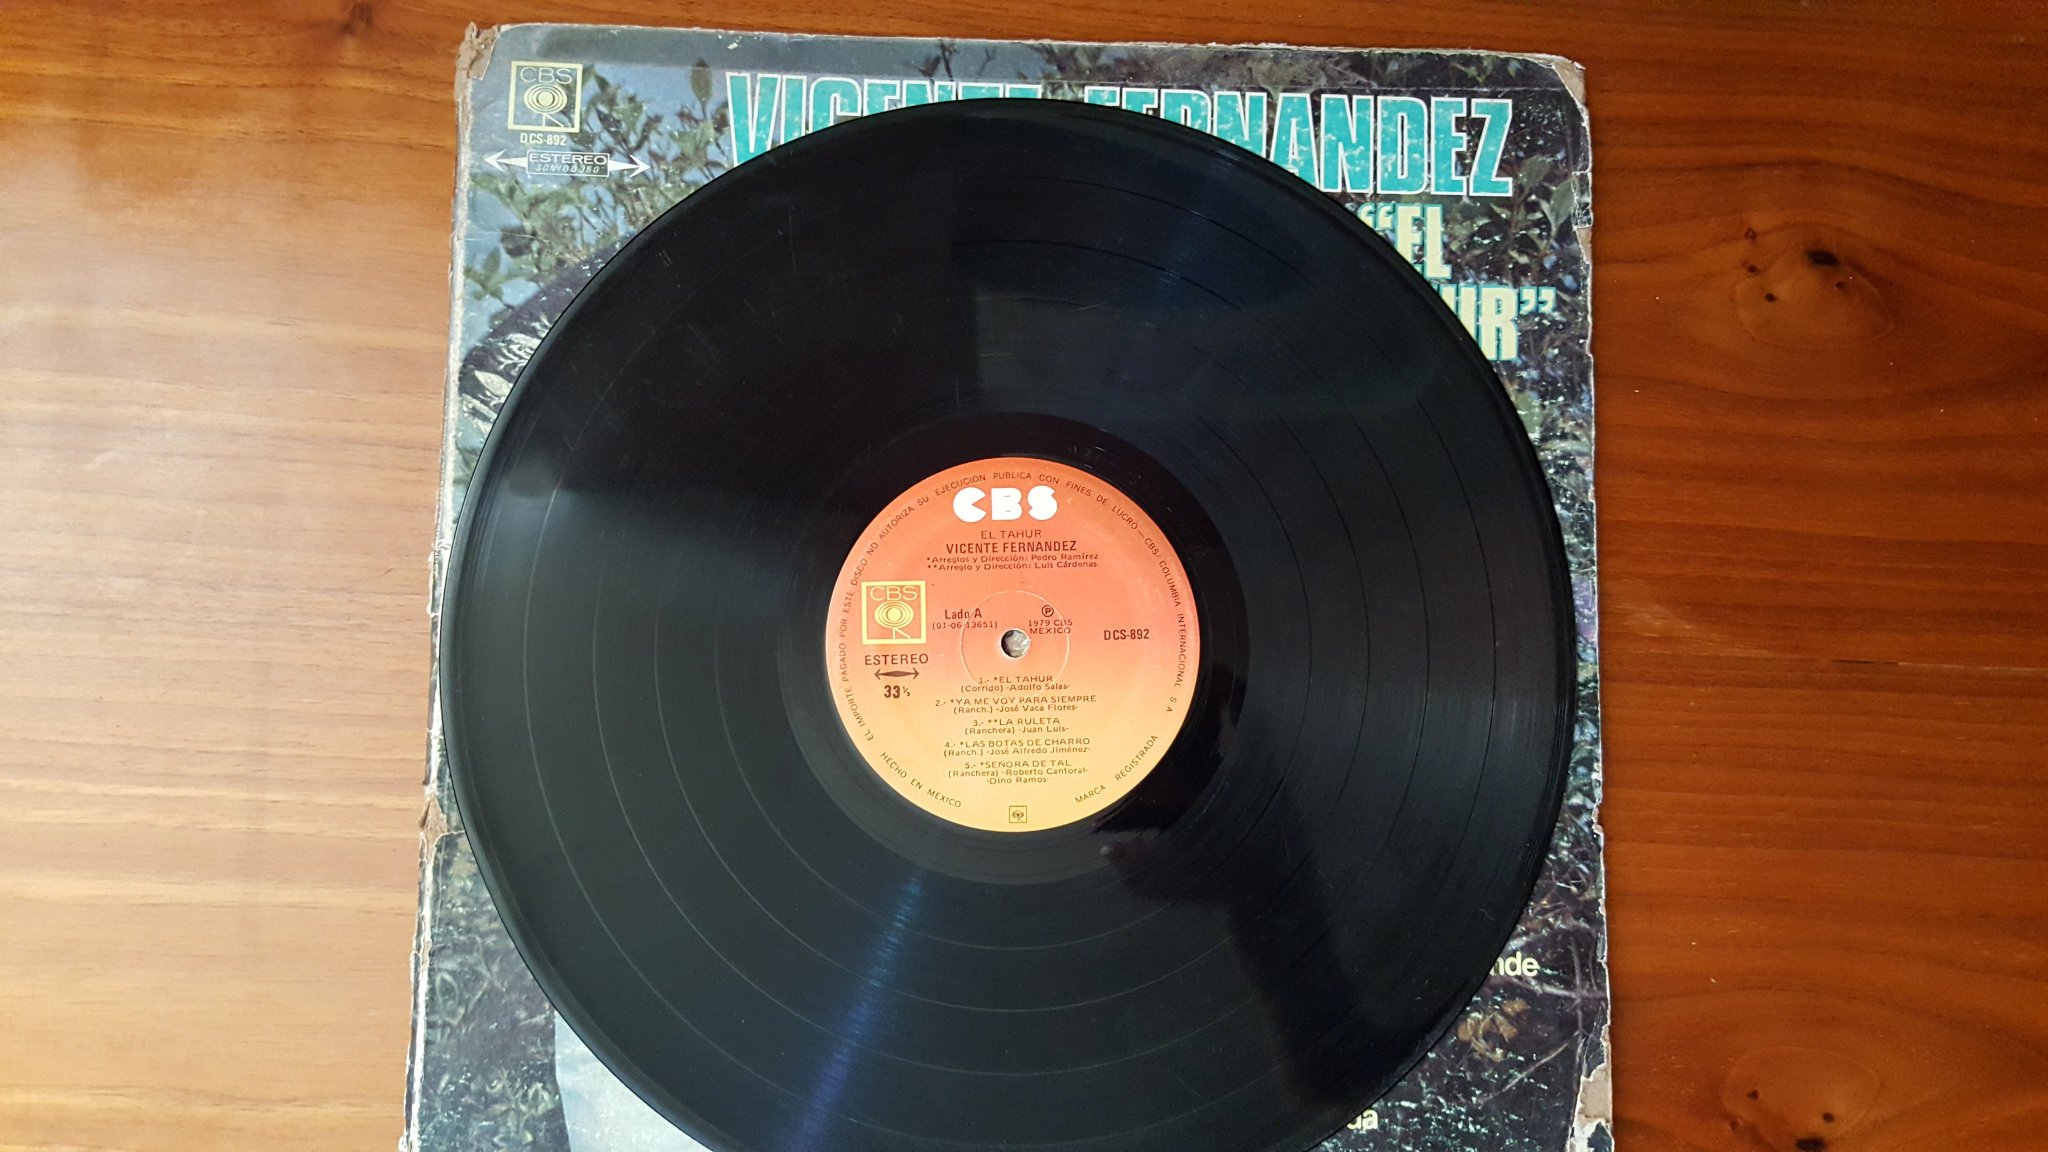 CBS
DCS-892
ESTEREO
SONIDO 360°
VICENTE FERNANDEZ
"EL
UR"
EL IMPORTE PAGADO POR ESTE DISCO NO AUTORIZA SU EJECUCION PUBLICA CON FINES DE LUCRO - CBS/COLUMBIA INTERNACIONAL S A
CBS
EL TAHUR
VICENTE FERNANDEZ
*Arreglos y Dirección: Pedro Ramírez
**Arreglo y Dirección: Luis Cárdenas
CBS
Lado A
(01-06-13651)
℗
1979 CBS
MEXICO
DCS-892
ESTEREO
33⅓
1.- *EL TAHUR
(Corrido) -Adolfo Salas-
2.- *YA ME VOY PARA SIEMPRE
(Ranch.) -José Vaca Flores-
3.- **LA RULETA
(Ranchera) -Juan Luis-
4.- *LAS BOTAS DE CHARRO
(Ranch.) -José Alfredo Jiménez-
5.- *SEÑORA DE TAL
(Ranchera) -Roberto Cantoral-
-Dino Ramos-
HECHO EN MEXICO
MARCA REGISTRADA
nde
da